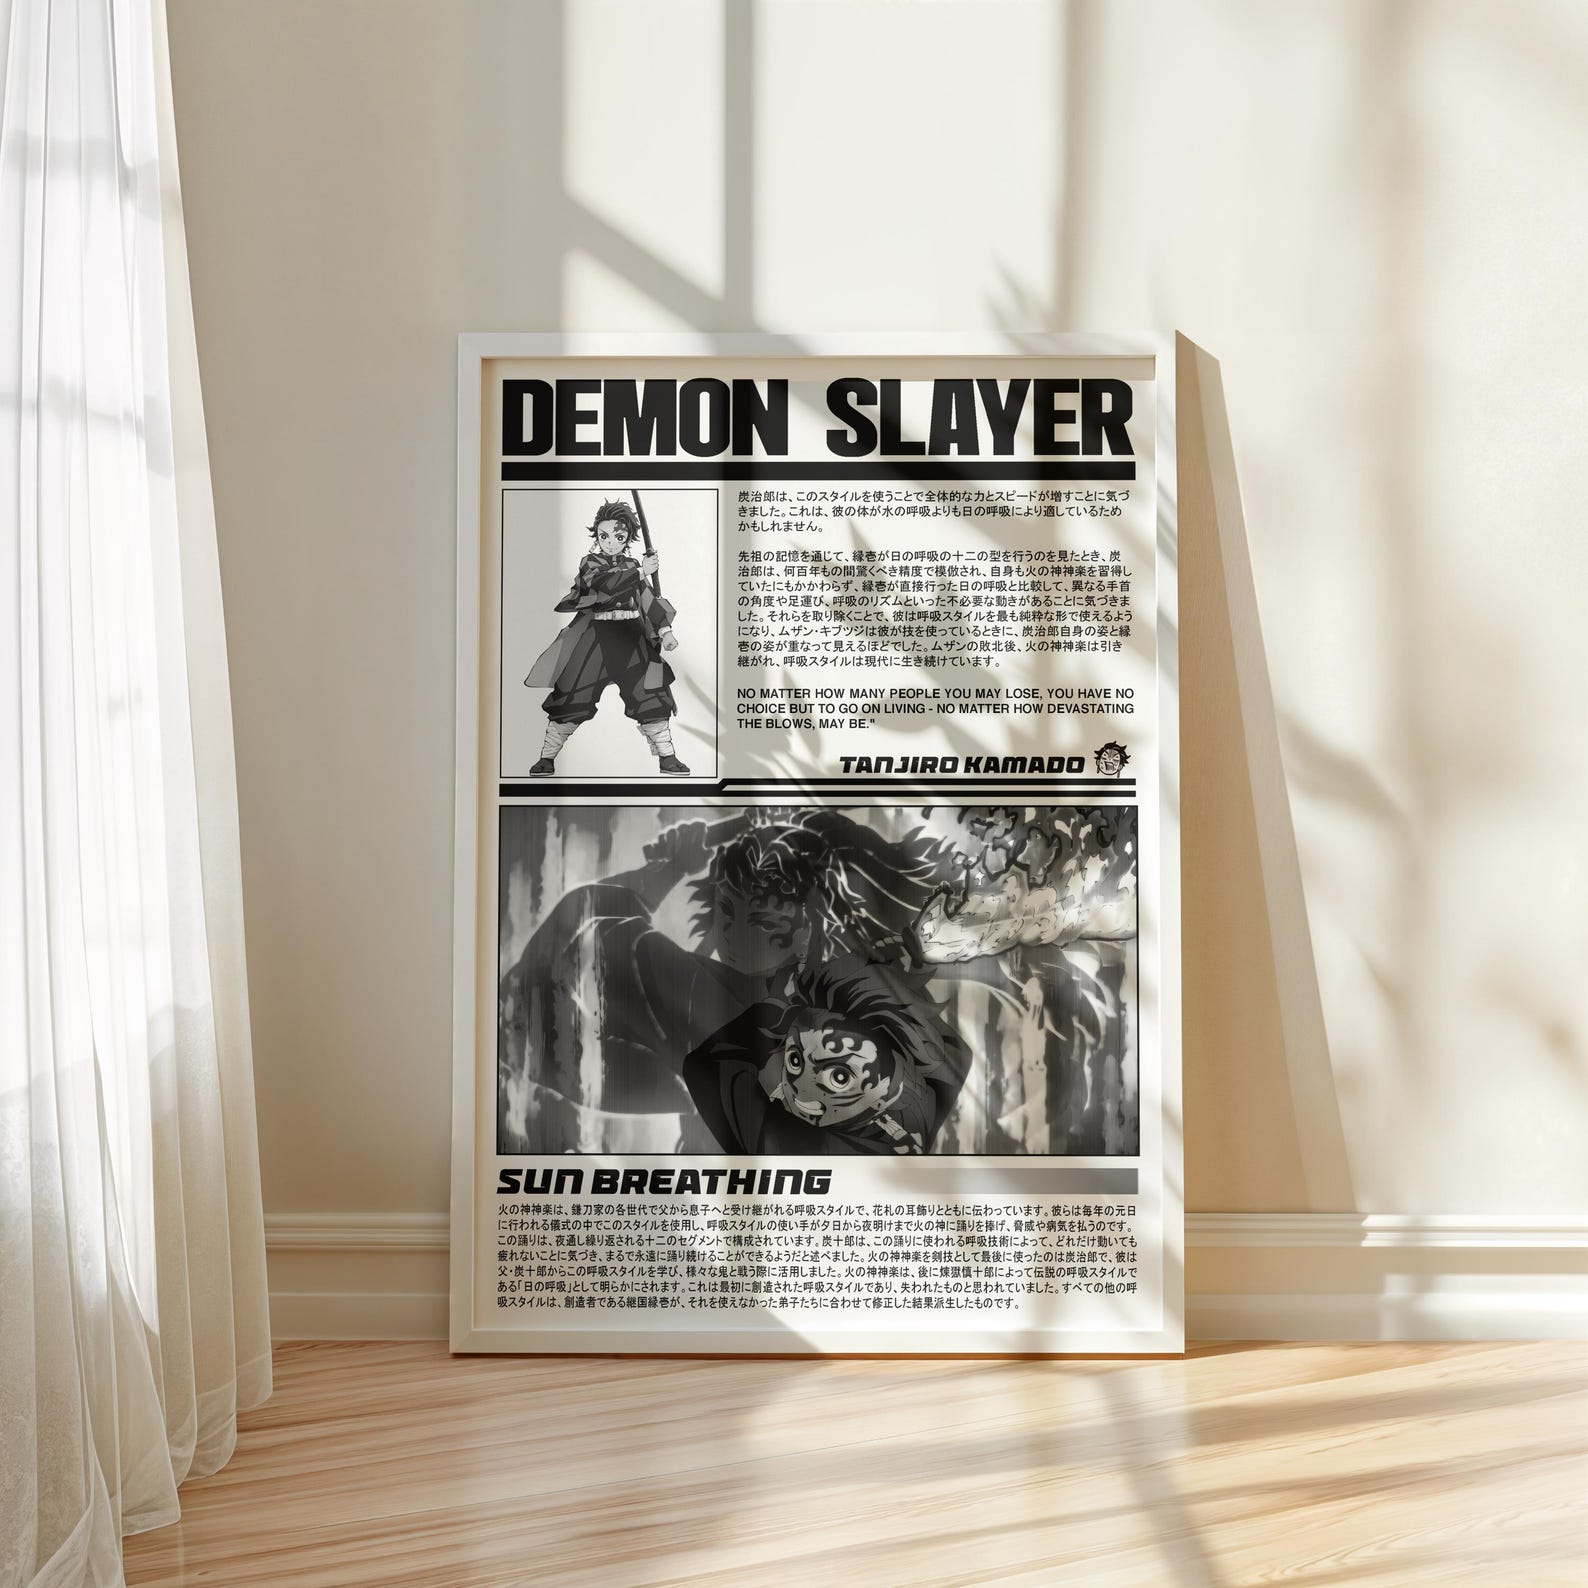 DEMON SLAYER
炭治郎は、このスタイルを使うことで全体的な力とスピードが増すことに気づ
きました。これは、彼の体が水の呼吸よりも日の呼吸により適しているため
かもしれません。
先祖の記憶を通じて、縁壱が日の呼吸の十二の型を行うのを見たとき、炭
治郎は、何百年もの間驚くべき精度で模倣され、自身も火の神神楽を習得し
ていたにもかかわらず、縁壱が直接行った日の呼吸と比較して、異なる手首
の角度や足運び、呼吸のリズムといった不必要な動きがあることに気づきま
した。それらを取り除くことで、彼は呼吸スタイルを最も純粋な形で使えるよう
になり、ムザン・キブツジは彼が技を使っているときに、炭治郎自身の姿と縁
壱の姿が重なって見えるほどでした。ムザンの敗北後、火の神神楽は引き
継がれ、呼吸スタイルは現代に生き続けています。
NO MATTER HOW MANY PEOPLE YOU MAY LOSE, YOU HAVE NO
CHOICE BUT TO GO ON LIVING - NO MATTER HOW DEVASTATING
THE BLOWS, MAY BE."
TANJIRO KAMADO
SUN BREATHING
火の神神楽は、鎌刀家の各世代で父から息子へと受け継がれる呼吸スタイルで、花札の耳飾りとともに伝わっています。彼らは毎年の元日
に行われる儀式の中でこのスタイルを使用し、呼吸スタイルの使い手が夕日から夜明けまで火の神に踊りを捧げ、脅威や病気を払うのです。
この踊りは、夜通し繰り返される十二のセグメントで構成されています。炭十郎は、この踊りに使われる呼吸技術によって、どれだけ動いても
疲れないことに気づき、まるで永遠に踊り続けることができるようだと述べました。火の神神楽を剣技として最後に使ったのは炭治郎で、彼は
父・炭十郎からこの呼吸スタイルを学び、様々な鬼と戦う際に活用しました。火の神神楽は、後に煉獄慎十郎によって伝説の呼吸スタイルで
ある「日の呼吸」として明らかにされます。これは最初に創造された呼吸スタイルであり、失われたものと思われていました。すべての他の呼
吸スタイルは、創造者である継国縁壱が、それを使えなかった弟子たちに合わせて修正した結果派生したものです。